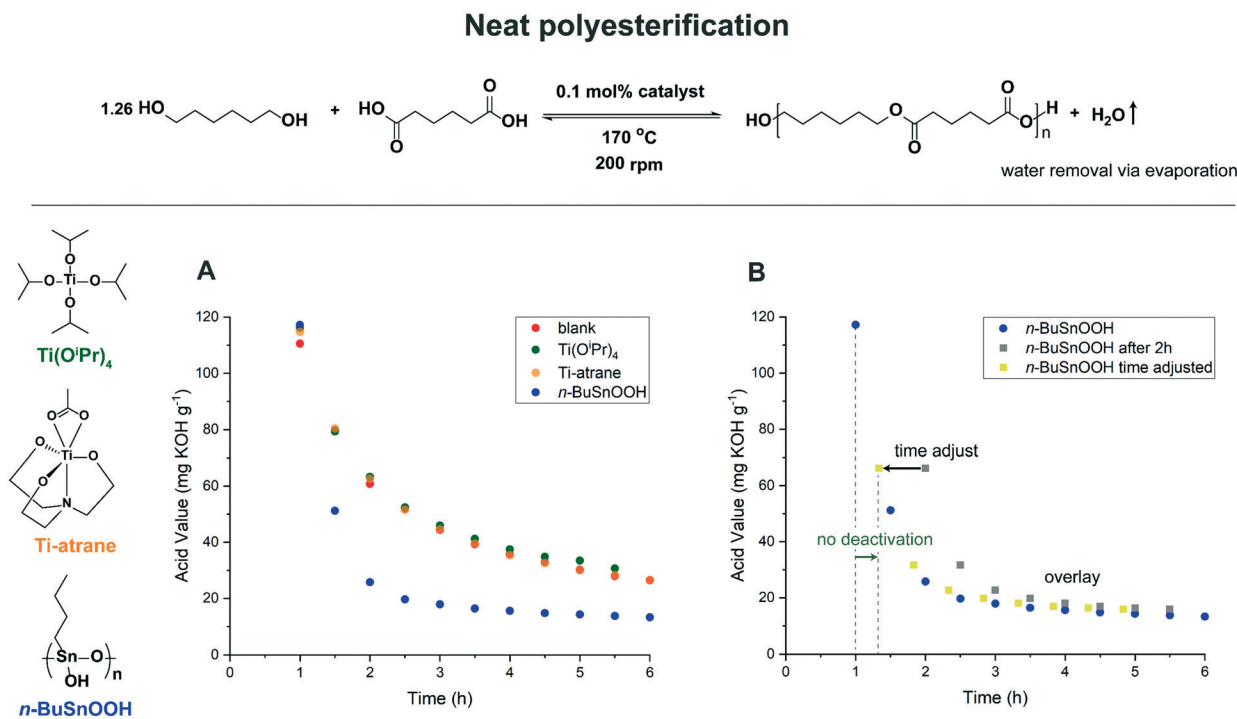 Neat polyesterification
1.26 HO OH + HO O O OH 0.1 mol% catalyst 170 °C 200 rpm HO O O O O H n + H₂O ↑
water removal via evaporation
O O Ti O O
Ti(OⁱPr)₄
O O O Ti O O N
Ti-atrane
( Sn O ) n OH
n-BuSnOOH
A
Acid Value (mg KOH g⁻¹)
120
100
80
60
40
20
0
0 1 2 3 4 5 6
Time (h)
blank
Ti(OⁱPr)₄
Ti-atrane
n-BuSnOOH
B
Acid Value (mg KOH g⁻¹)
120
100
80
60
40
20
0
0 1 2 3 4 5 6
Time (h)
n-BuSnOOH
n-BuSnOOH after 2h
n-BuSnOOH time adjusted
time adjust
no deactivation
overlay